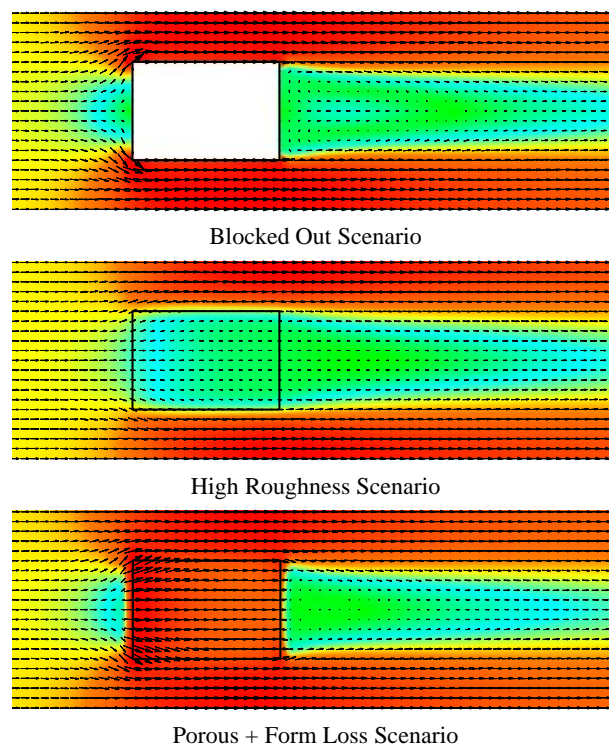 Blocked Out Scenario
High Roughness Scenario
Porous + Form Loss Scenario